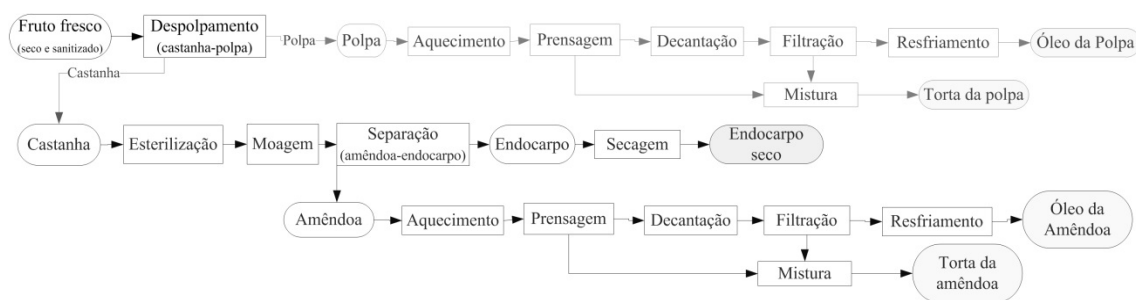 Fruto fresco
(seco e sanitizado)
Despolpamento
(castanha-polpa)
Polpa
Polpa
Aquecimento
Prensagem
Decantação
Filtração
Resfriamento
Óleo da Polpa
Mistura
Torta da polpa
Castanha
Castanha
Esterilização
Moagem
Separação
(amêndoa-endocarpo)
Endocarpo
Secagem
Endocarpo
seco
Amêndoa
Aquecimento
Prensagem
Decantação
Filtração
Resfriamento
Óleo da
Amêndoa
Mistura
Torta da
amêndoa